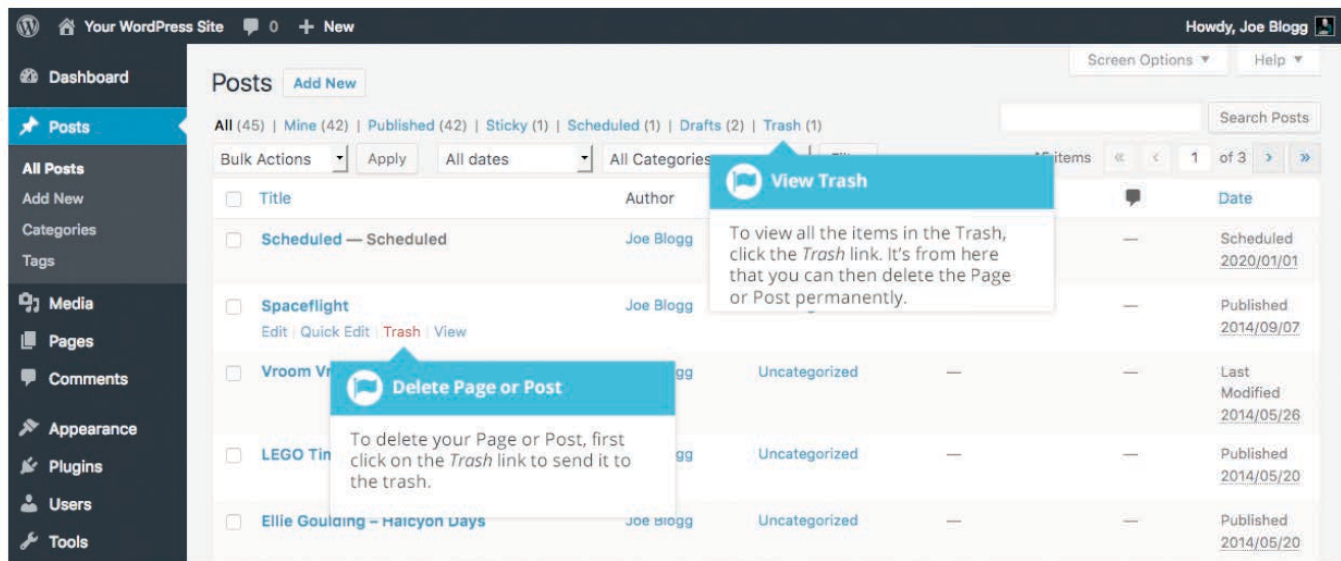 Your WordPress Site 0 + New Howdy, Joe Blogg
Screen Options Help
Dashboard
Posts
All Posts
Add New
Categories
Tags
Media
Pages
Comments
Appearance
Plugins
Users
Tools
Posts Add New
All (45) | Mine (42) | Published (42) | Sticky (1) | Scheduled (1) | Drafts (2) | Trash (1)
Search Posts
Bulk Actions Apply All dates All Categories items « ‹ 1 of 3 › »
Title Author Date
Scheduled — Scheduled Joe Blogg — Scheduled
2020/01/01
View Trash
To view all the items in the Trash,
click the Trash link. It's from here
that you can then delete the Page
or Post permanently.
Spaceflight Joe Blogg — Published
2014/09/07
Edit | Quick Edit | Trash | View
Delete Page or Post
To delete your Page or Post, first
click on the Trash link to send it to
the trash.
Vroom Uncategorized — — Last
Modified
2014/05/26
LEGO Uncategorized — — Published
2014/05/20
Ellie Goulding – Halcyon Days Joe Blogg Uncategorized — — Published
2014/05/20